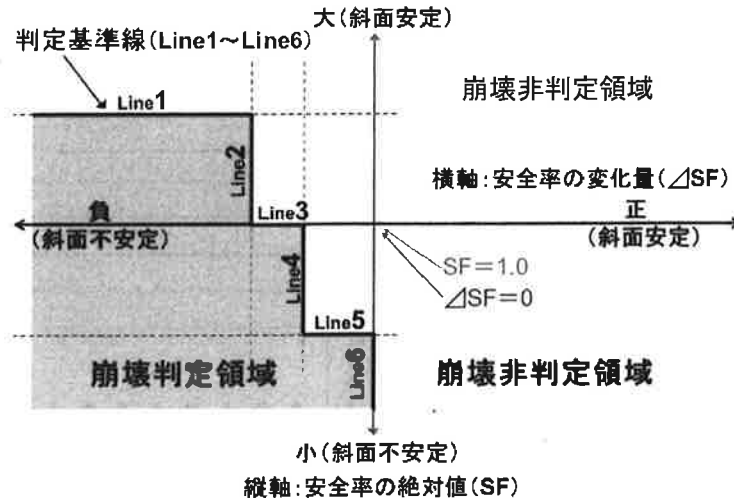 大(斜面安定)
判定基準線(Line1～Line6)
崩壊非判定領域
Line1
Line2
横軸:安全率の変化量(⊿SF)
負
Line3
正
(斜面不安定)
(斜面安定)
Line4
SF=1.0
⊿SF=0
Line5
崩壊判定領域
Line6
崩壊非判定領域
小(斜面不安定)
縦軸:安全率の絶対値(SF)